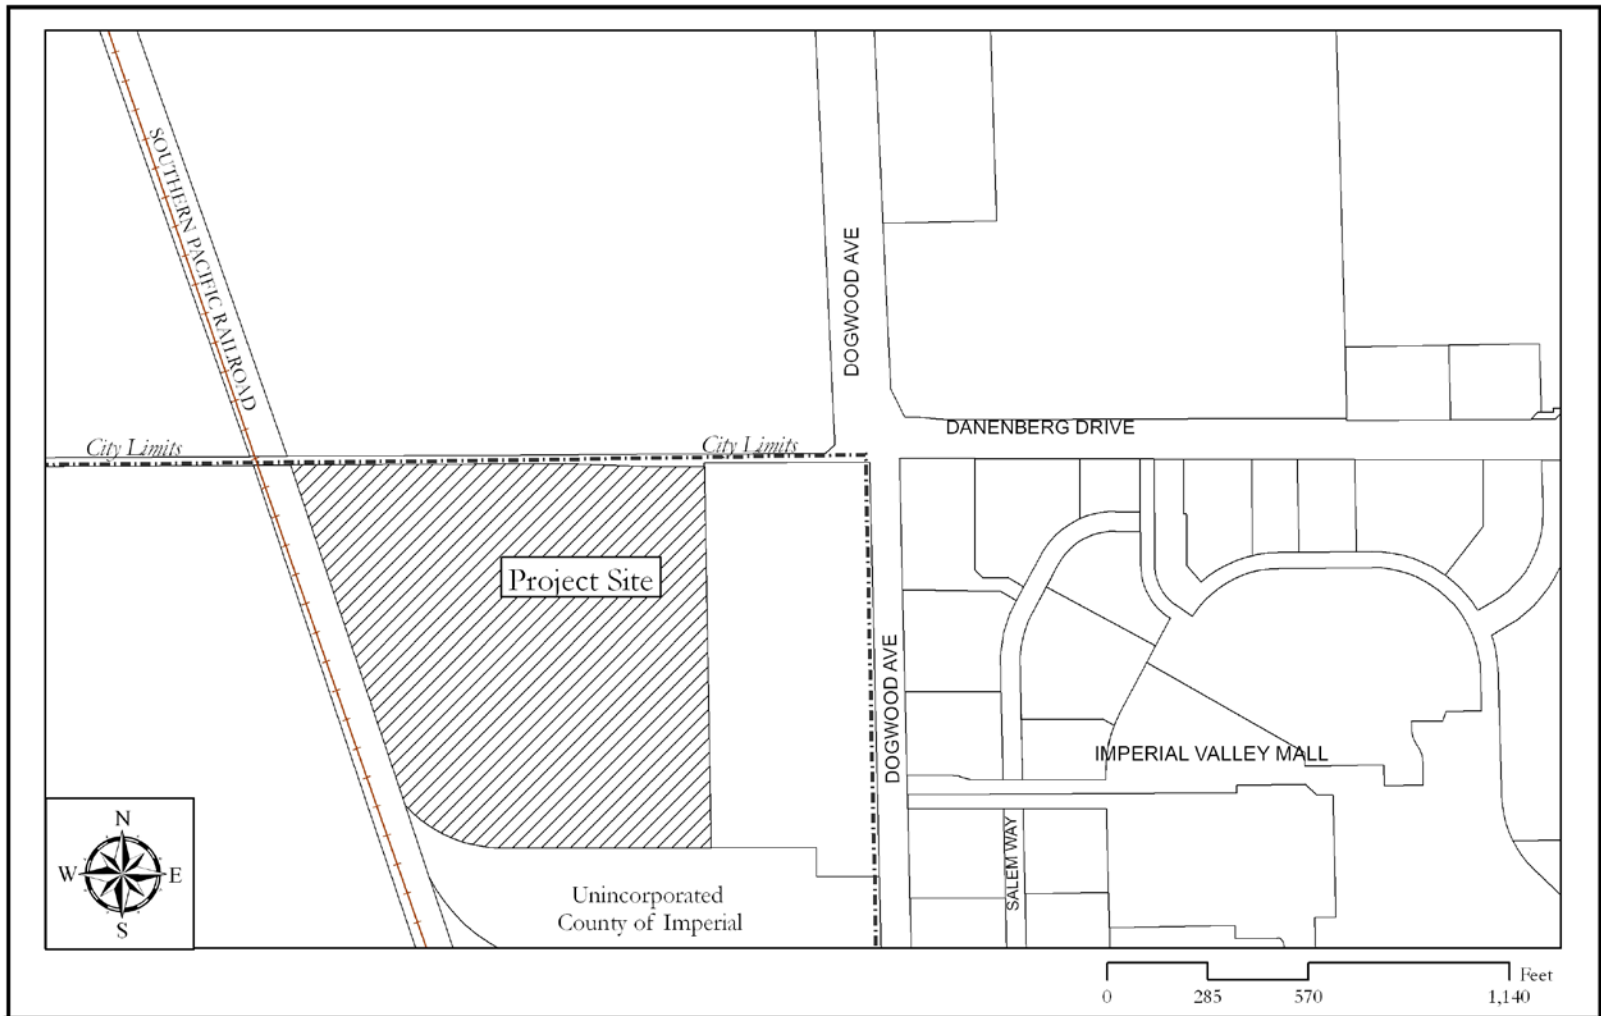 SOUTHERN PACIFIC RAILROAD
DOGWOOD AVE
DANENBERG DRIVE
City Limits
City Limits
Project Site
DOGWOOD AVE
IMPERIAL VALLEY MALL
SALEM WAY
N
W
E
S
Unincorporated
County of Imperial
Feet
0
285
570
1,140